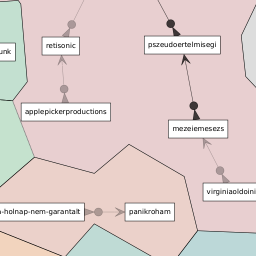 retisonic
pszeudoertelmisegi
unk
applepickerproductions
mezeiemesezs
virginiaoldoini
a-holnap-nem-garantalt
panikroham